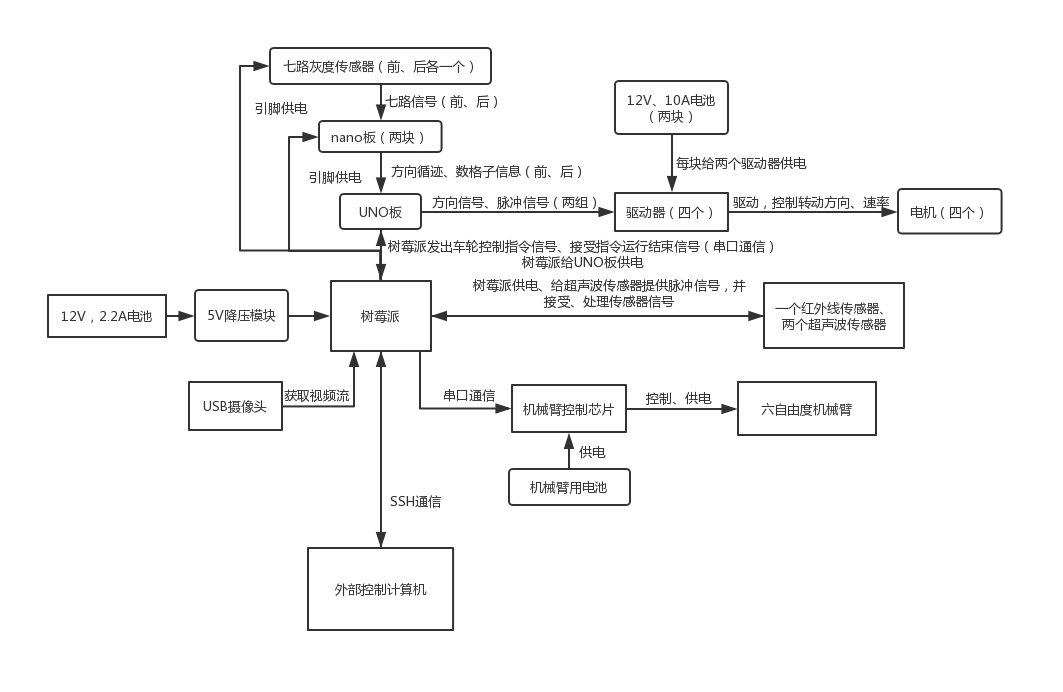 七路灰度传感器（前、后各一个）
七路信号（前、后）
引脚供电
nano板（两块）
12V、10A电池
（两块）
每块给两个驱动器供电
方向循迹、数格子信息（前、后）
引脚供电
UNO板
方向信号、脉冲信号（两组）
驱动器（四个）
驱动，控制转动方向、速率
电机（四个）
树莓派发出车轮控制指令信号、接受指令运行结束信号（串口通信）
树莓派给UNO板供电
树莓派供电、给超声波传感器提供脉冲信号，并
接受、处理传感器信号
12V，2.2A电池
5V降压模块
树莓派
一个红外线传感器、
两个超声波传感器
USB摄像头
获取视频流
串口通信
机械臂控制芯片
控制、供电
六自由度机械臂
供电
机械臂用电池
SSH通信
外部控制计算机